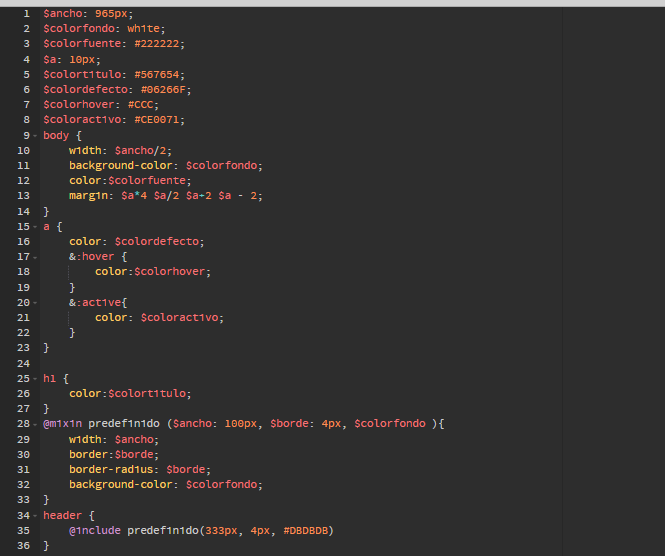 1 $ancho: 965px;
2 $colorfondo: white;
3 $colorfuente: #222222;
4 $a: 10px;
5 $colortitulo: #567654;
6 $colordefecto: #06266F;
7 $colorhover: #CCC;
8 $coloractivo: #CE0071;
9 body {
10 width: $ancho/2;
11 background-color: $colorfondo;
12 color:$colorfuente;
13 margin: $a*4 $a/2 $a+2 $a - 2;
14 }
15 a {
16 color: $colordefecto;
17 &:hover {
18 color:$colorhover;
19 }
20 &:active{
21 color: $coloractivo;
22 }
23 }
24
25 h1 {
26 color:$colortitulo;
27 }
28 @mixin predefinido ($ancho: 100px, $borde: 4px, $colorfondo ){
29 width: $ancho;
30 border:$borde;
31 border-radius: $borde;
32 background-color: $colorfondo;
33 }
34 header {
35 @include predefinido(333px, 4px, #DBDBDB)
36 }